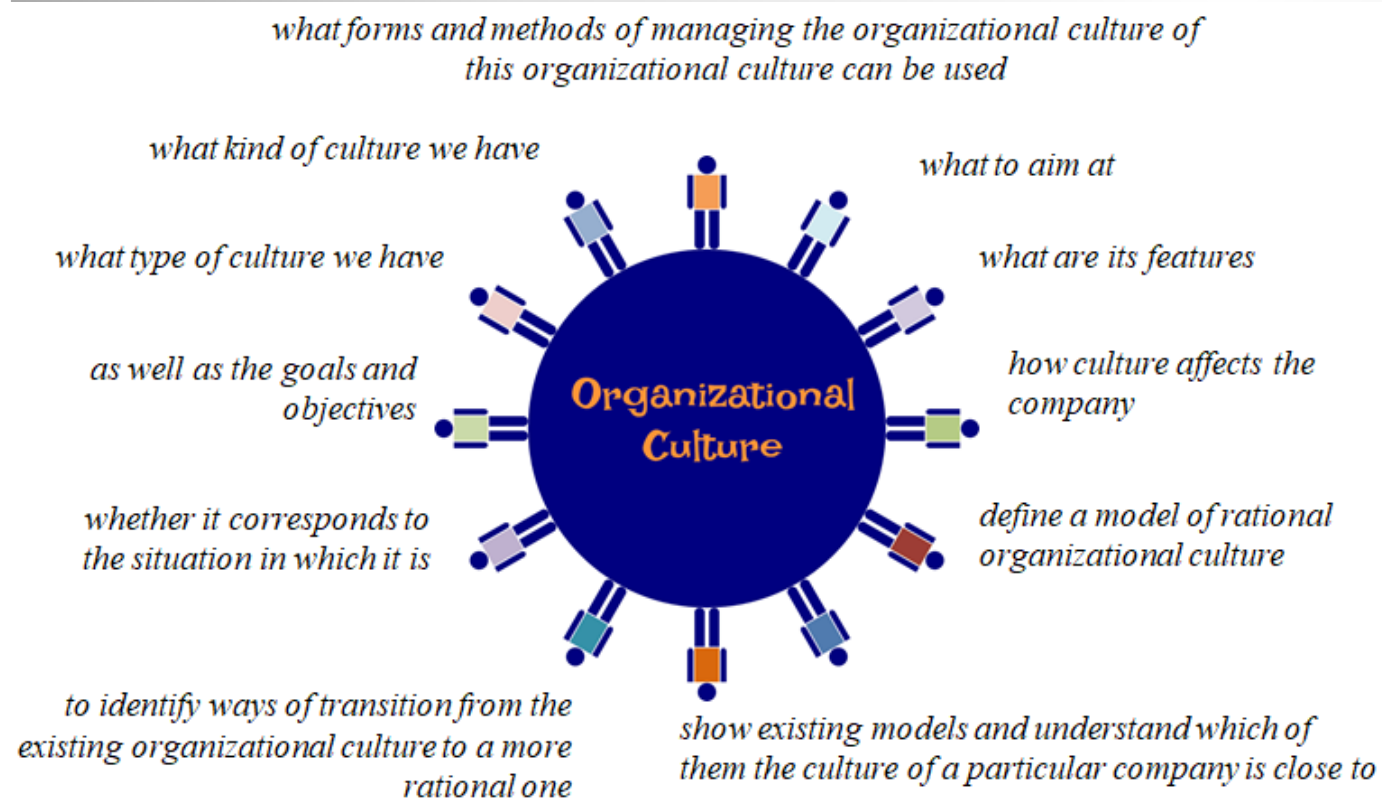 what forms and methods of managing the organizational culture of
this organizational culture can be used
what kind of culture we have
what to aim at
what type of culture we have
what are its features
as well as the goals and
objectives
how culture affects the
company
Organizational
Culture
whether it corresponds to
the situation in which it is
define a model of rational
organizational culture
to identify ways of transition from the
existing organizational culture to a more
rational one
show existing models and understand which of
them the culture of a particular company is close to